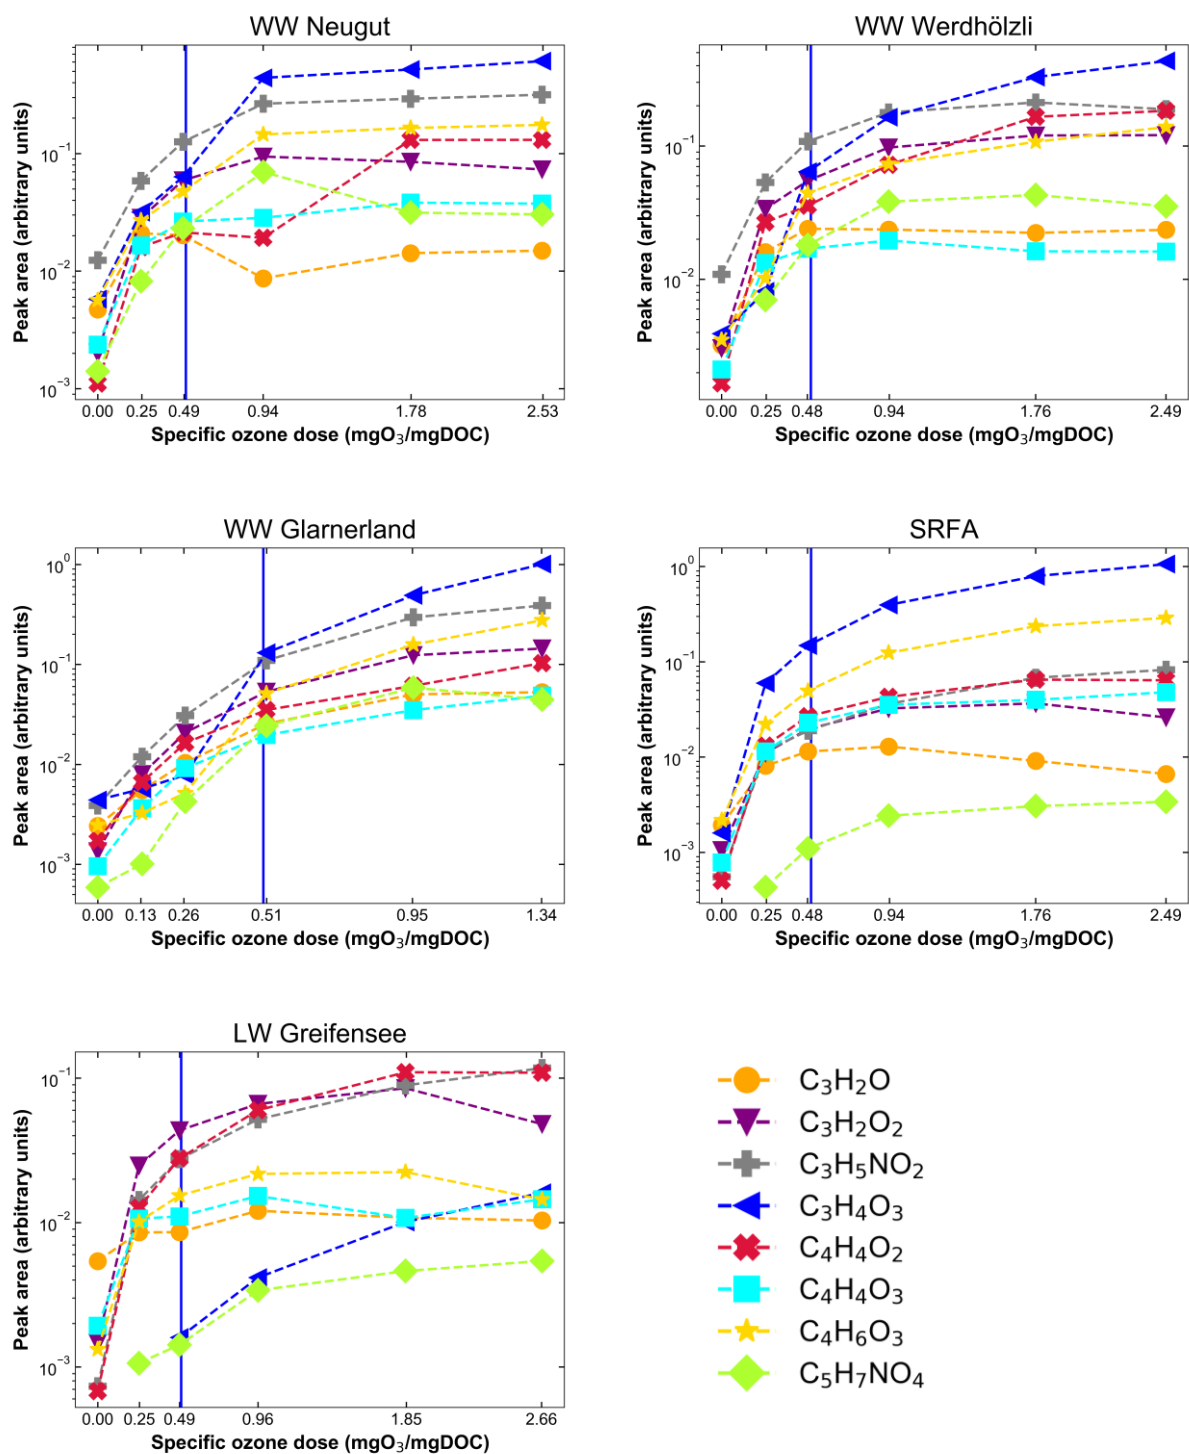 WW Neugut
Peak area (arbitrary units)
10⁻¹
10⁻²
10⁻³
0.00 0.25 0.49 0.94 1.78 2.53
Specific ozone dose (mgO₃/mgDOC)
WW Werdhölzli
Peak area (arbitrary units)
10⁻¹
10⁻²
0.00 0.25 0.48 0.94 1.76 2.49
Specific ozone dose (mgO₃/mgDOC)
WW Glarnerland
Peak area (arbitrary units)
10⁰
10⁻¹
10⁻²
10⁻³
0.00 0.13 0.26 0.51 0.95 1.34
Specific ozone dose (mgO₃/mgDOC)
SRFA
Peak area (arbitrary units)
10⁰
10⁻¹
10⁻²
10⁻³
0.00 0.25 0.48 0.94 1.76 2.49
Specific ozone dose (mgO₃/mgDOC)
LW Greifensee
Peak area (arbitrary units)
10⁻¹
10⁻²
10⁻³
0.00 0.25 0.49 0.96 1.85 2.66
Specific ozone dose (mgO₃/mgDOC)
C₃H₂O
C₃H₂O₂
C₃H₅NO₂
C₃H₄O₃
C₄H₄O₂
C₄H₄O₃
C₄H₆O₃
C₅H₇NO₄